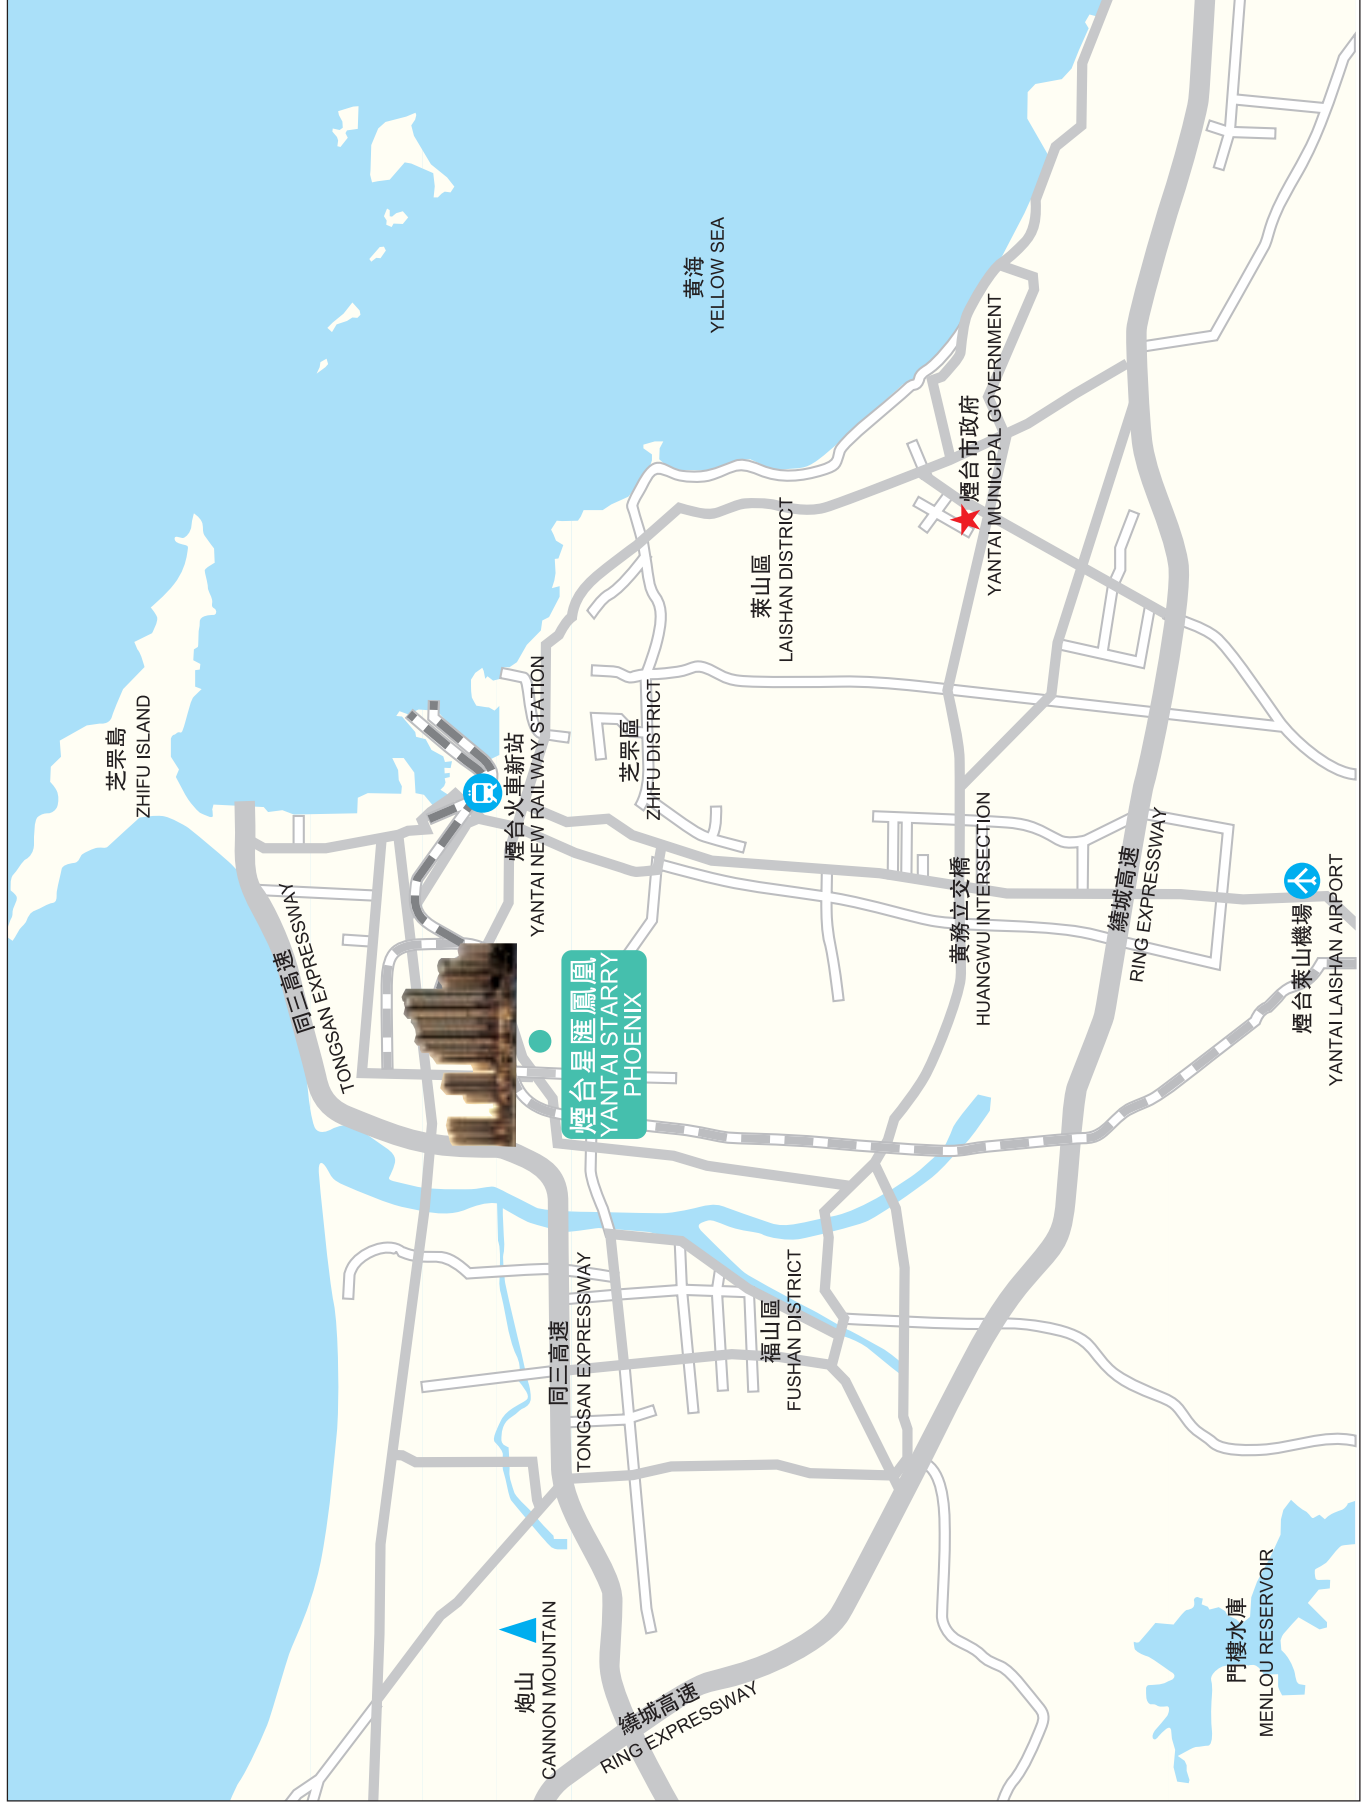 芝罘島
ZHIFU ISLAND
黄海
YELLOW SEA
同三高速
TONGSAN EXPRESSWAY
煙台火車新站
YANTAI NEW RAILWAY STATION
煙台星匯鳳凰
YANTAI STARRY
PHOENIX
芝罘區
ZHIFU DISTRICT
萊山區
LAISHAN DISTRICT
煙台市政府
YANTAI MUNICIPAL GOVERNMENT
炮山
CANNON MOUNTAIN
同三高速
TONGSAN EXPRESSWAY
繞城高速
RING EXPRESSWAY
福山區
FUSHAN DISTRICT
黄務立交橋
HUANGWU INTERSECTION
繞城高速
RING EXPRESSWAY
門樓水庫
MENLOU RESERVOIR
煙台萊山機場
YANTAI LAISHAN AIRPORT